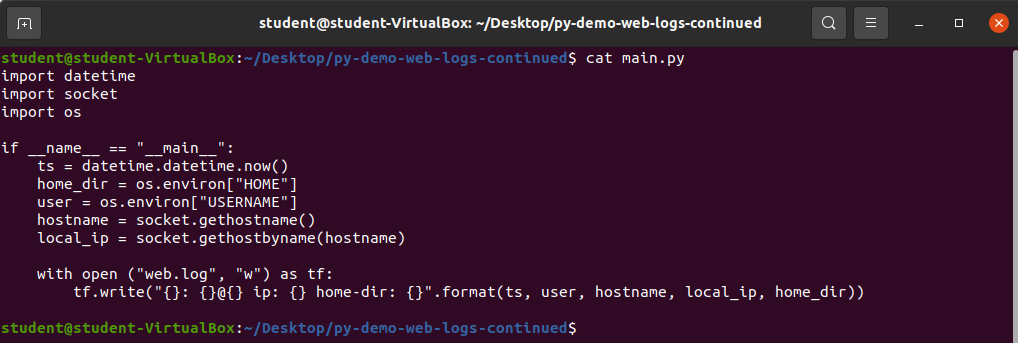 student@student-VirtualBox: ~/Desktop/py-demo-web-logs-continued
student@student-VirtualBox:~/Desktop/py-demo-web-logs-continued$ cat main.py
import datetime
import socket
import os

if __name__ == "__main__":
    ts = datetime.datetime.now()
    home_dir = os.environ["HOME"]
    user = os.environ["USERNAME"]
    hostname = socket.gethostname()
    local_ip = socket.gethostbyname(hostname)

    with open ("web.log", "w") as tf:
        tf.write("{}: {}@{} ip: {} home-dir: {}".format(ts, user, hostname, local_ip, home_dir))

student@student-VirtualBox:~/Desktop/py-demo-web-logs-continued$